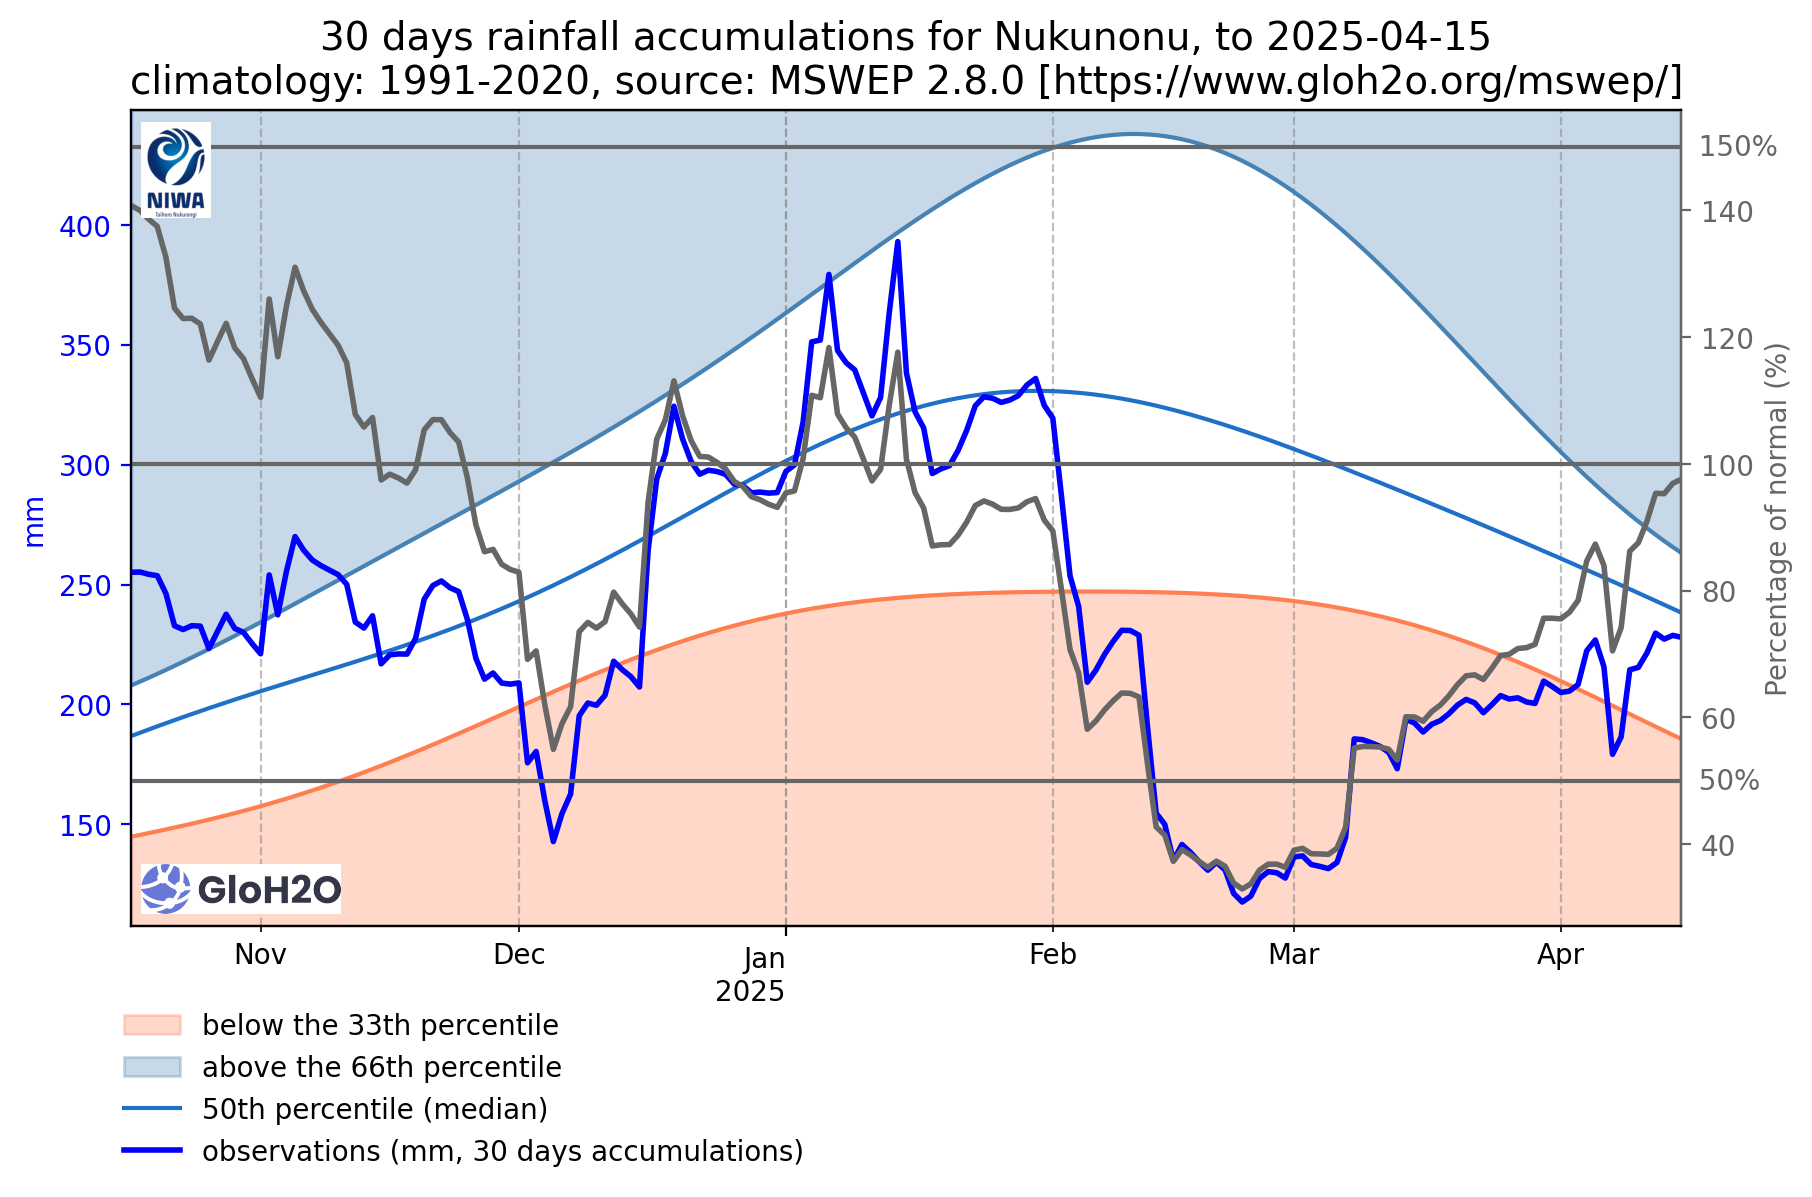 30 days rainfall accumulations for Nukunonu, to 2025-04-15
climatology: 1991-2020, source: MSWEP 2.8.0 [https://www.gloh2o.org/mswep/]
NIWA
Taihoro Nukurangi
400
350
300
250
200
150
mm
150%
140
120
100
80
60
50%
40
Percentage of normal (%)
GloH2O
Nov
Dec
Jan
2025
Feb
Mar
Apr
below the 33th percentile
above the 66th percentile
50th percentile (median)
observations (mm, 30 days accumulations)